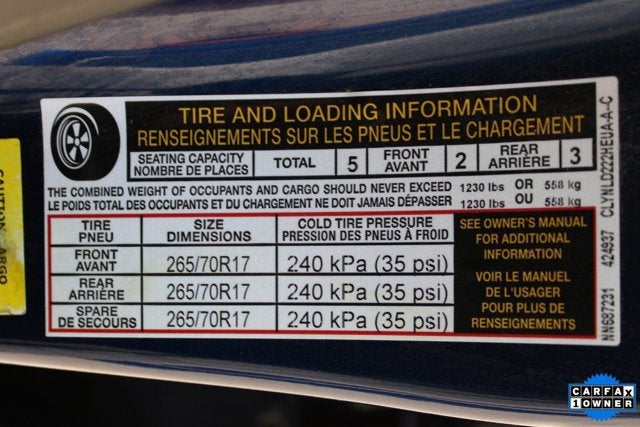 TIRE AND LOADING INFORMATION
RENSEIGNEMENTS SUR LES PNEUS ET LE CHARGEMENT
SEATING CAPACITY
NOMBRE DE PLACES
TOTAL 5
FRONT
AVANT
2
REAR
ARRIÈRE
3
THE COMBINED WEIGHT OF OCCUPANTS AND CARGO SHOULD NEVER EXCEED 1230 lbs OR 558 kg
LE POIDS TOTAL DES OCCUPANTS ET DU CHARGEMENT NE DOIT JAMAIS DÉPASSER 1230 lbs OU 558 kg
TIRE
PNEU
SIZE
DIMENSIONS
COLD TIRE PRESSURE
PRESSION DES PNEUS À FROID
FRONT
AVANT
265/70R17
240 kPa (35 psi)
REAR
ARRIÈRE
265/70R17
240 kPa (35 psi)
SPARE
DE SECOURS
265/70R17
240 kPa (35 psi)
SEE OWNER'S MANUAL
FOR ADDITIONAL
INFORMATION
VOIR LE MANUEL
DE L'USAGER
POUR PLUS DE
RENSEIGNEMENTS
NN687231 424937 CLYNLD222HEUA-A-C
CAUTION
CARFAX
1 OWNER